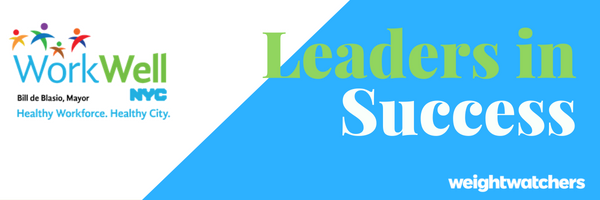 WorkWell
NYC
Bill de Blasio, Mayor
Healthy Workforce. Healthy City.
Leaders in
Success
weightwatchers